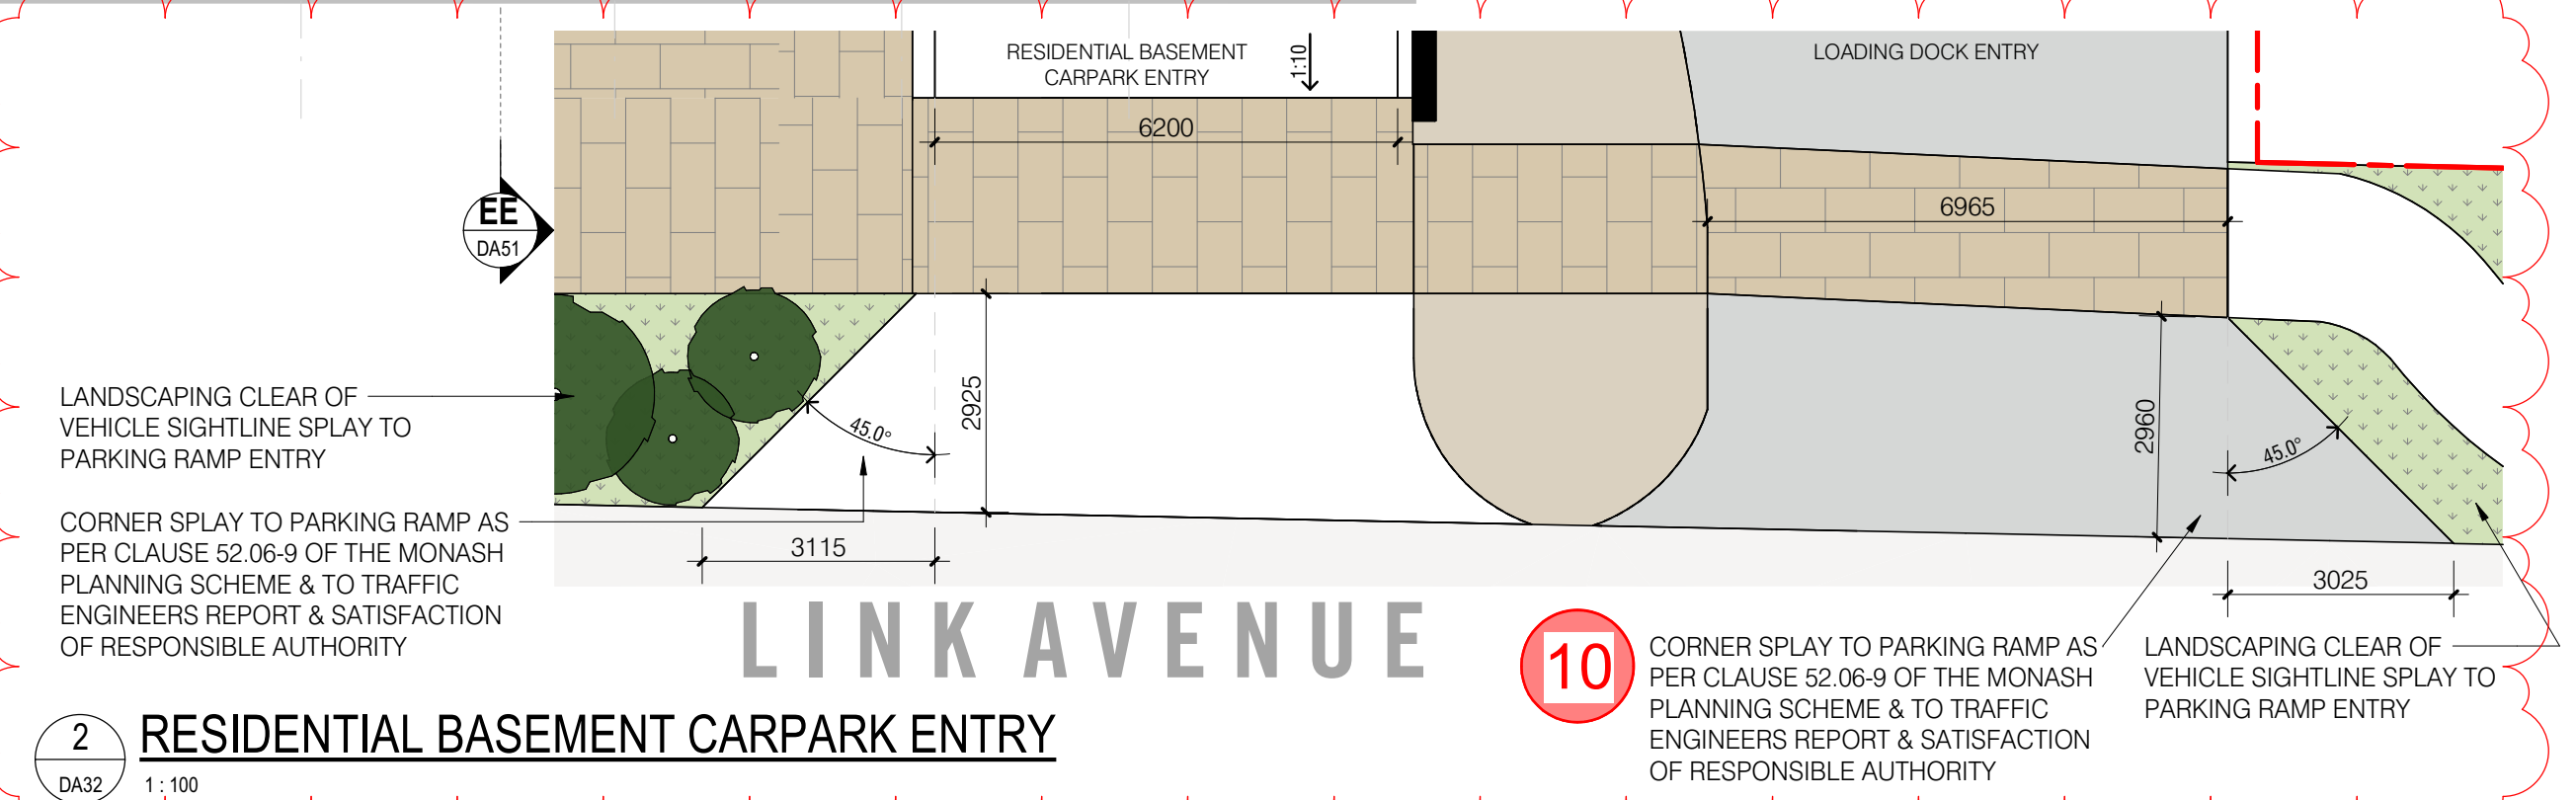 RESIDENTIAL BASEMENT
CARPARK ENTRY
1:10
LOADING DOCK ENTRY
6200
6965
EE
DA51
LANDSCAPING CLEAR OF
VEHICLE SIGHTLINE SPLAY TO
PARKING RAMP ENTRY
45.0°
2925
2960
45.0°
CORNER SPLAY TO PARKING RAMP AS
PER CLAUSE 52.06-9 OF THE MONASH
PLANNING SCHEME & TO TRAFFIC
ENGINEERS REPORT & SATISFACTION
OF RESPONSIBLE AUTHORITY
3115
3025
LINK AVENUE
10
CORNER SPLAY TO PARKING RAMP AS
PER CLAUSE 52.06-9 OF THE MONASH
PLANNING SCHEME & TO TRAFFIC
ENGINEERS REPORT & SATISFACTION
OF RESPONSIBLE AUTHORITY
LANDSCAPING CLEAR OF
VEHICLE SIGHTLINE SPLAY TO
PARKING RAMP ENTRY
2
DA32
RESIDENTIAL BASEMENT CARPARK ENTRY
1 : 100